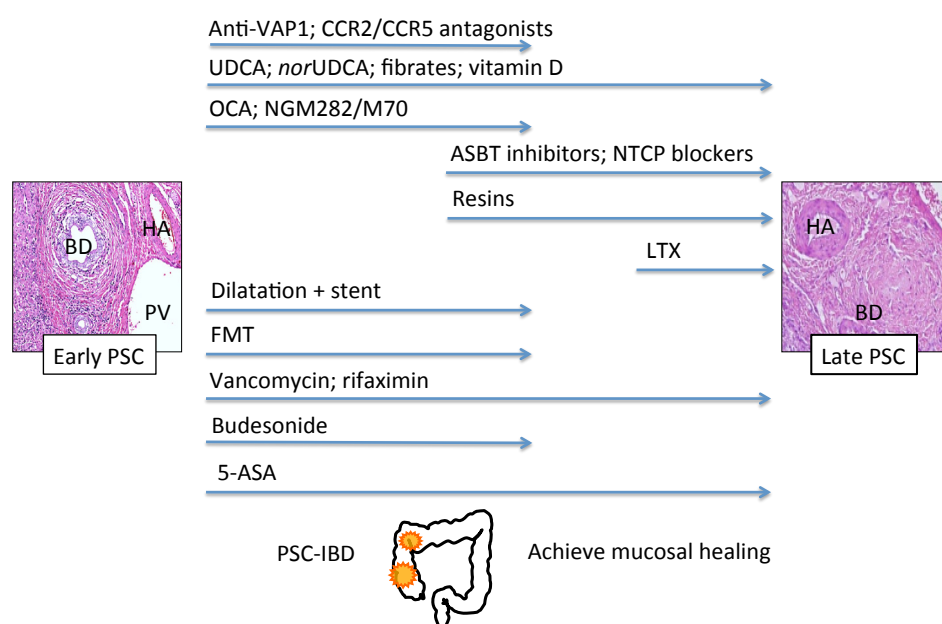 Anti-VAP1; CCR2/CCR5 antagonists
UDCA; norUDCA; fibrates; vitamin D
OCA; NGM282/M70
ASBT inhibitors; NTCP blockers
Resins
LTX
BD
HA
PV
Early PSC
HA
BD
Late PSC
Dilatation + stent
FMT
Vancomycin; rifaximin
Budesonide
5-ASA
PSC-IBD
Achieve mucosal healing